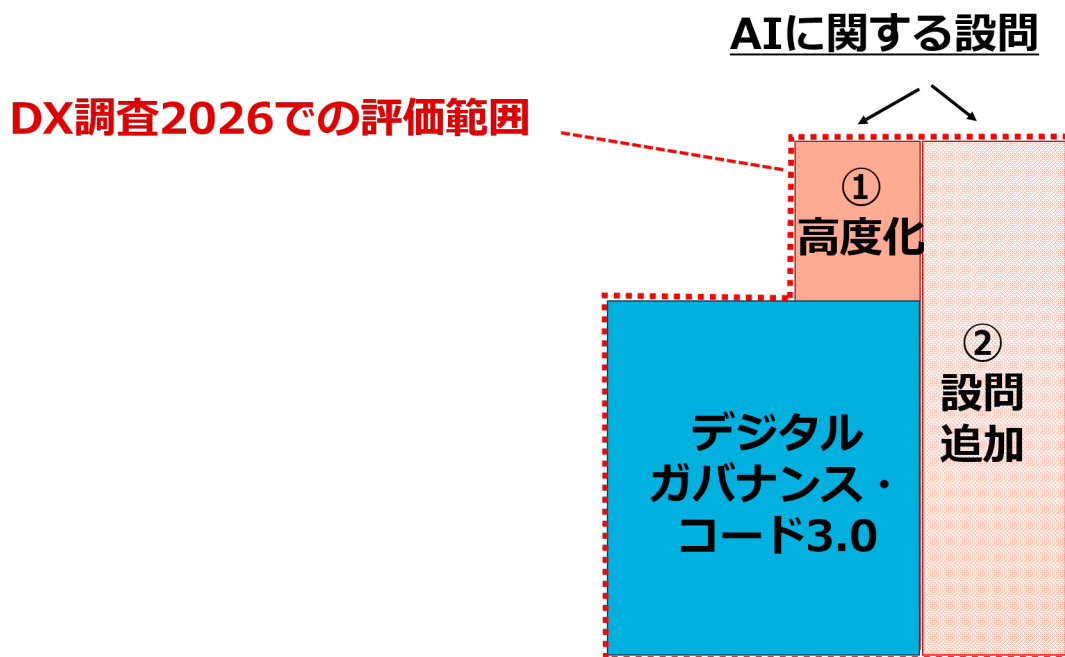 AIに関する設問
DX調査2026での評価範囲
①
高度化
②
設問
追加
デジタル
ガバナンス・
コード3.0